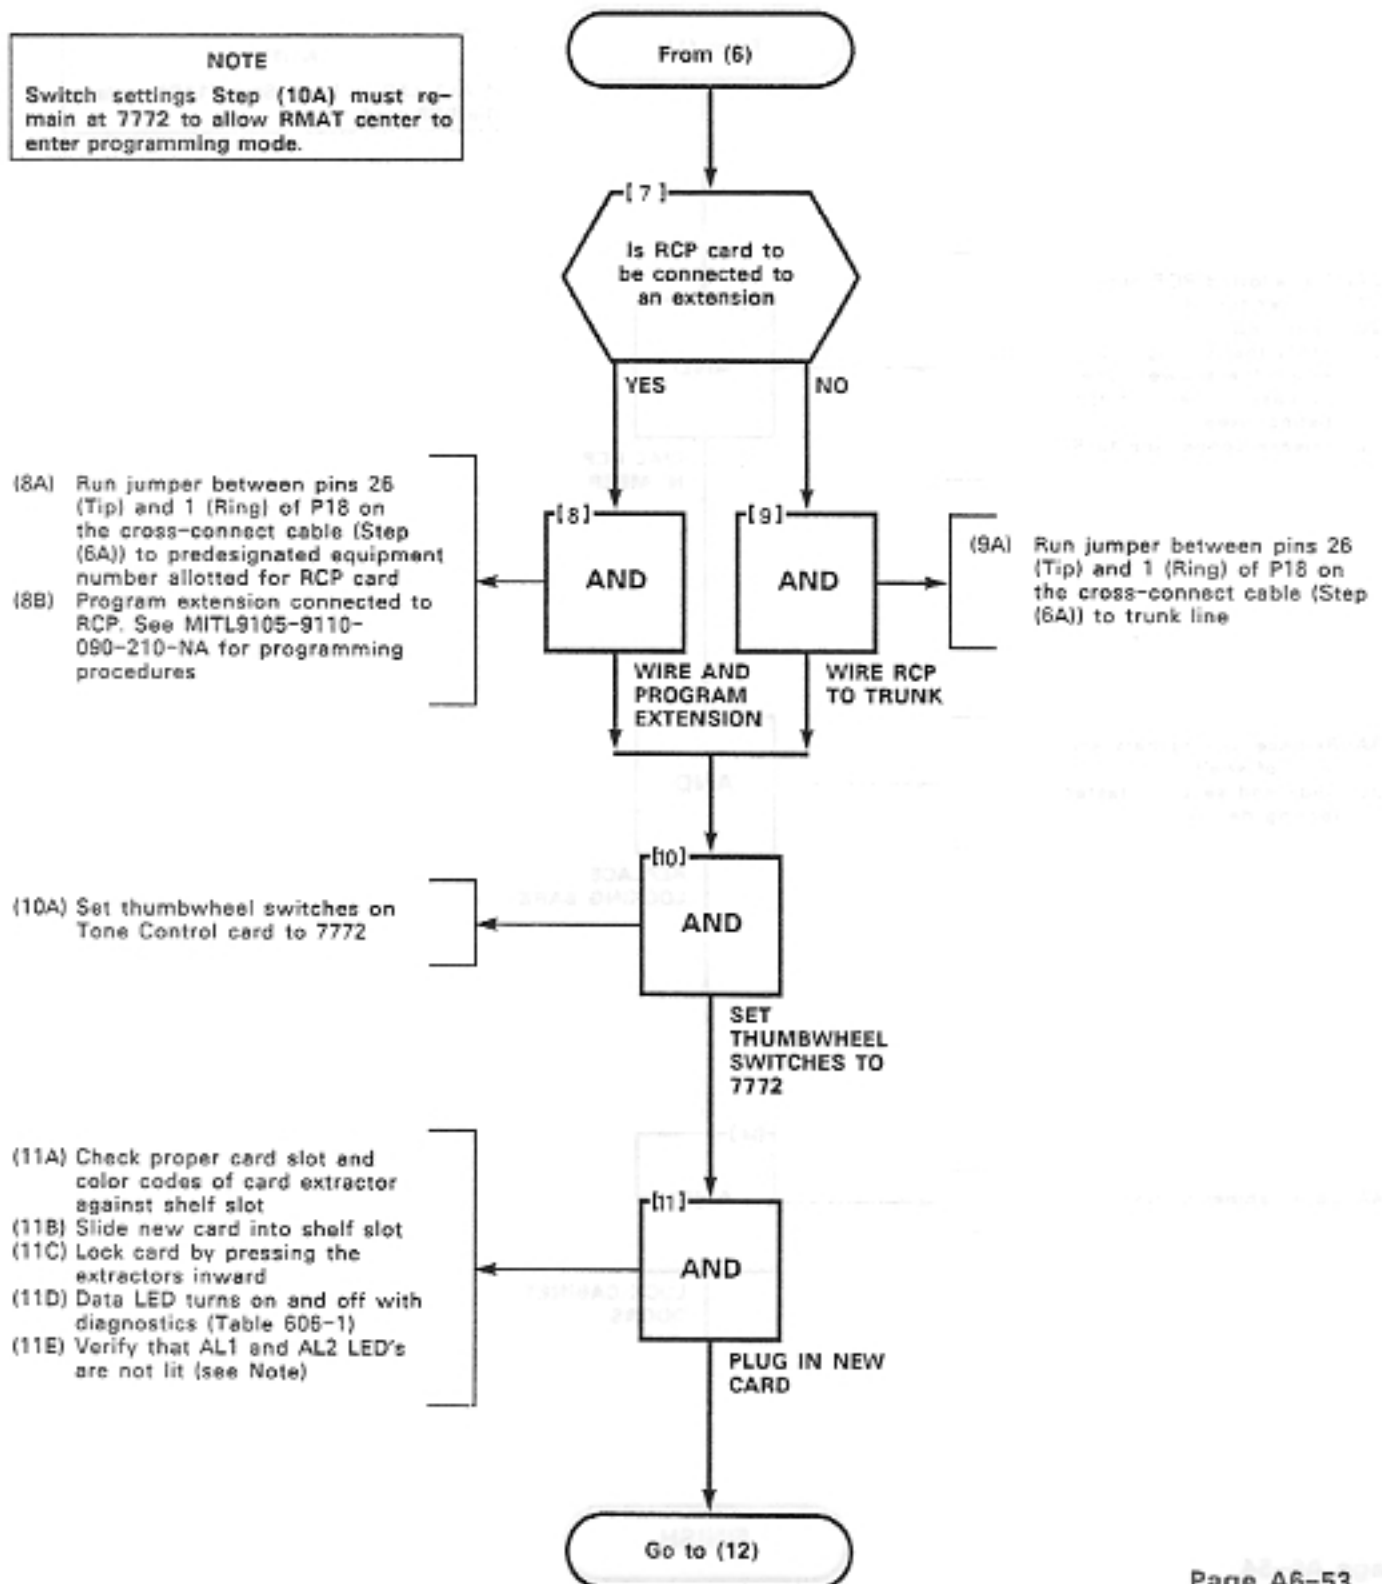 From (6)
NOTE
Switch settings Step (10A) must re-
main at 7772 to allow RMAT center to
enter programming mode.
[7]
Is RCP card to
be connected to
an extension
YES
NO
(8A) Run jumper between pins 26
(Tip) and 1 (Ring) of P18 on
the cross-connect cable (Step
(6A)) to predesignated equipment
number allotted for RCP card
(8B) Program extension connected to
RCP. See MITL9105-9110-
090-210-NA for programming
procedures
[8]
AND
WIRE AND
PROGRAM
EXTENSION
[9]
AND
WIRE RCP
TO TRUNK
(9A) Run jumper between pins 26
(Tip) and 1 (Ring) of P18 on
the cross-connect cable (Step
(6A)) to trunk line
[10]
AND
(10A) Set thumbwheel switches on
Tone Control card to 7772
SET
THUMBWHEEL
SWITCHES TO
7772
(11A) Check proper card slot and
color codes of card extractor
against shelf slot
(11B) Slide new card into shelf slot
(11C) Lock card by pressing the
extractors inward
(11D) Data LED turns on and off with
diagnostics (Table 606-1)
(11E) Verify that AL1 and AL2 LED's
are not lit (see Note)
[11]
AND
PLUG IN NEW
CARD
Go to (12)
Page A6-53